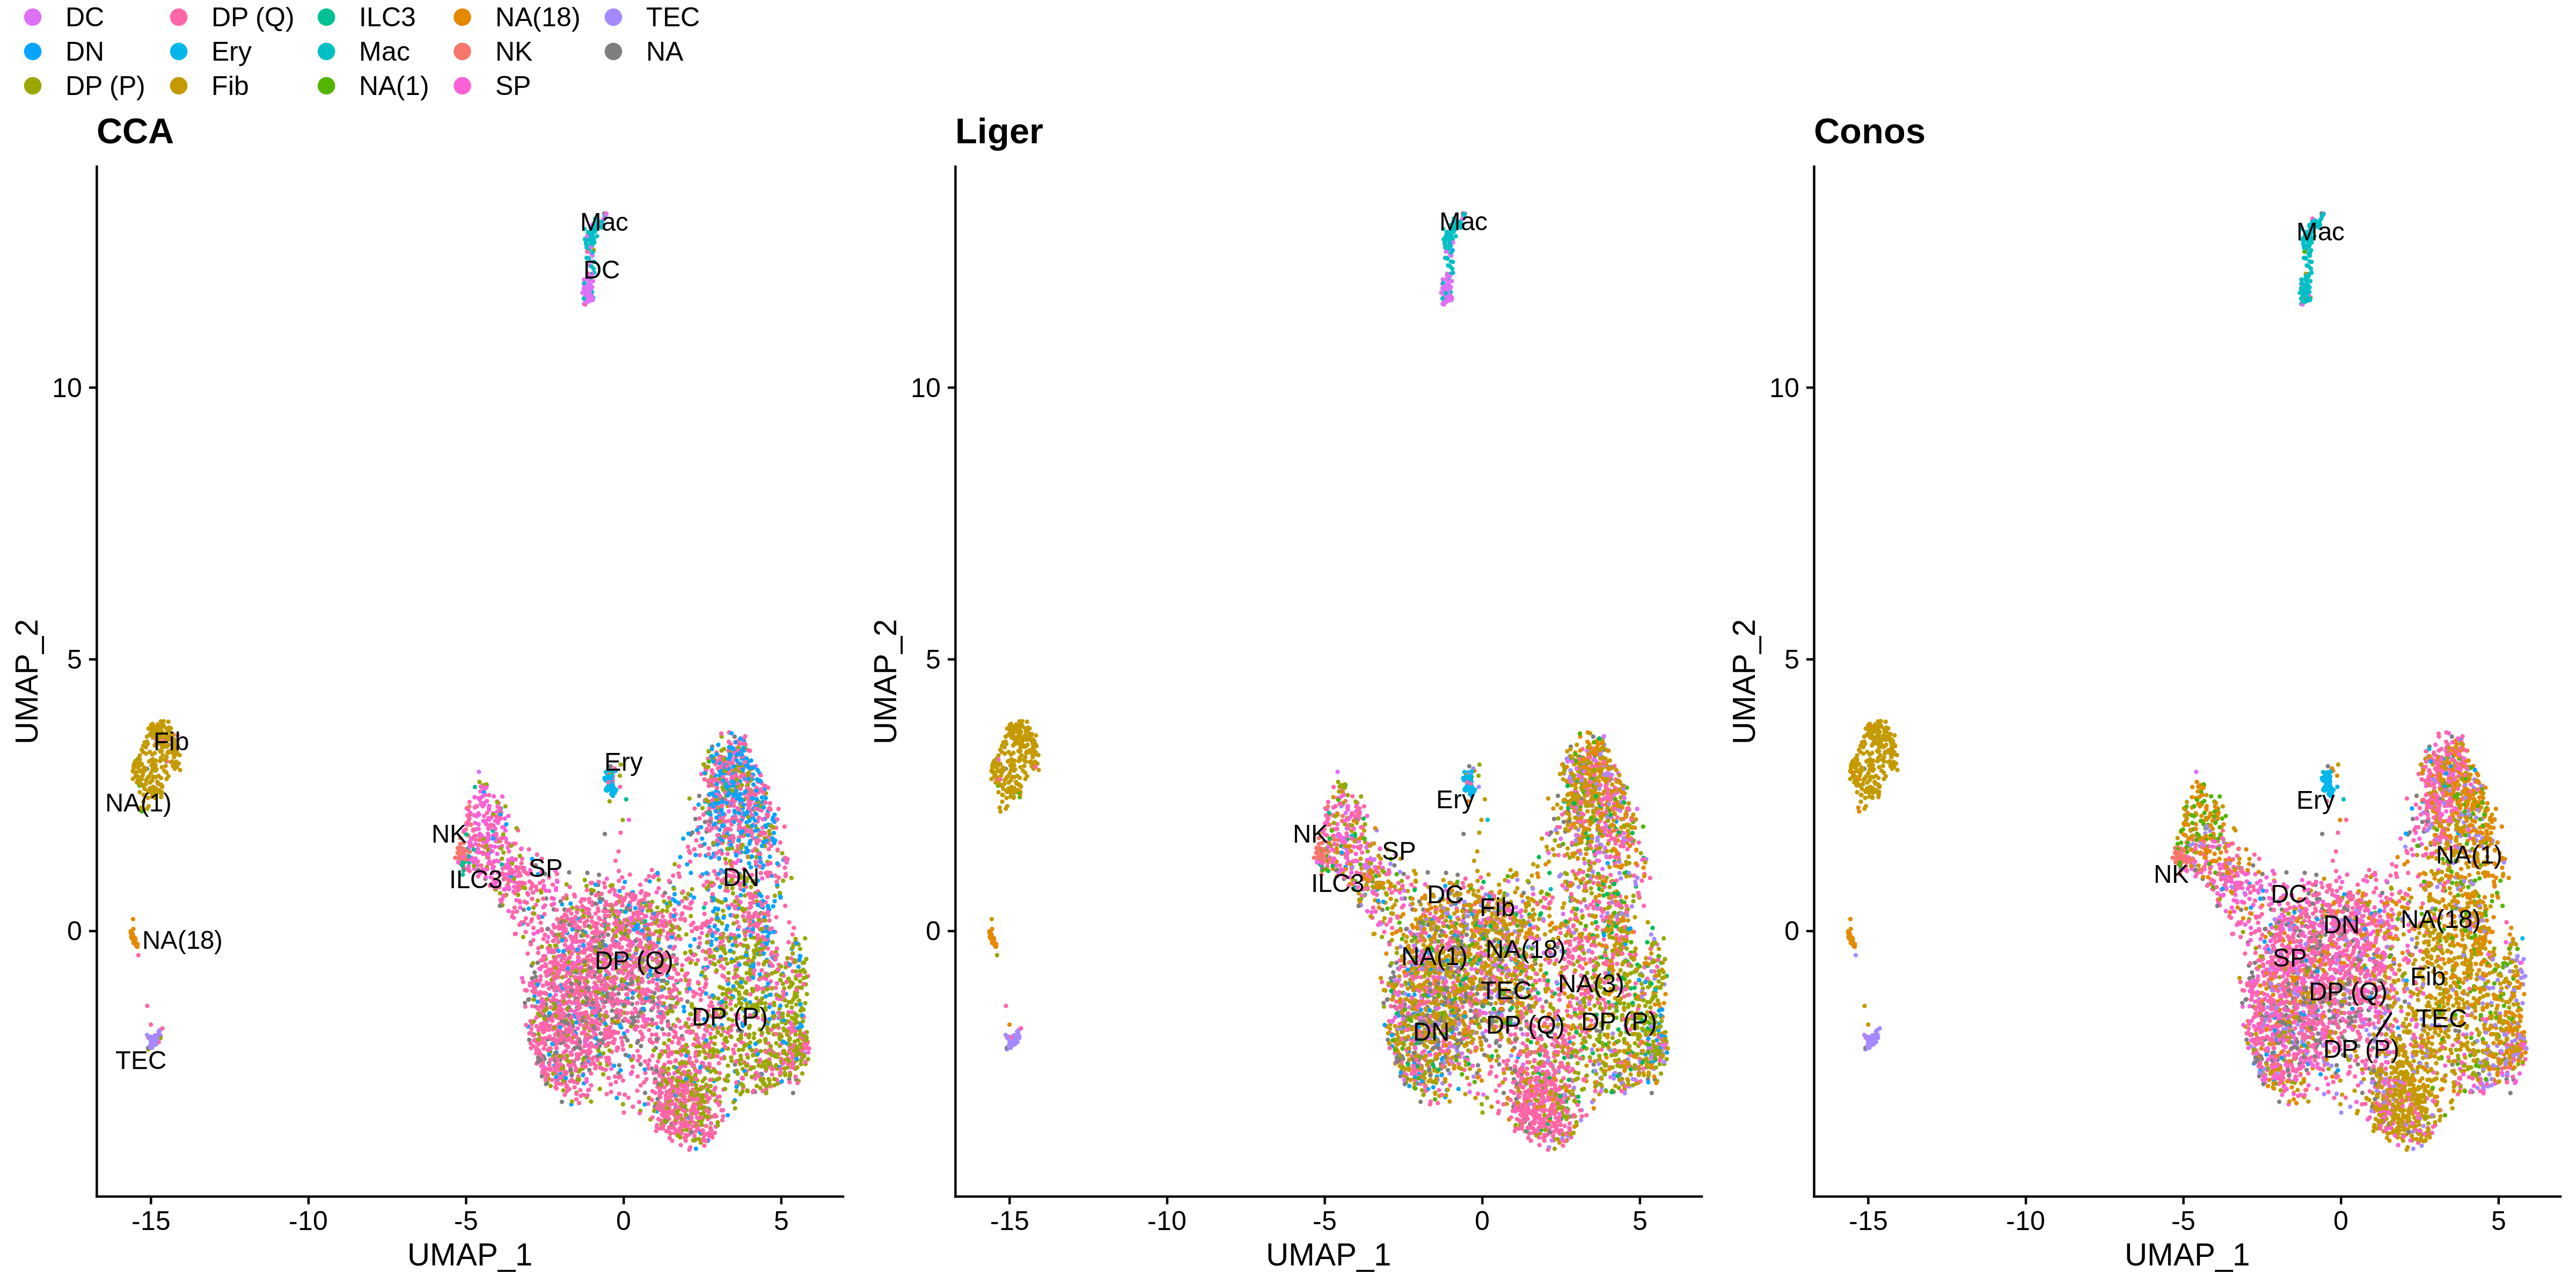 DC DP (Q) ILC3 NA(18) TEC
DN Ery Mac NK NA
DP (P) Fib NA(1) SP
CCA
Mac
DC
10
5
0
UMAP_2
Fib
NA(1)
Ery
NK
ILC3
SP
DN
NA(18)
DP (Q)
DP (P)
TEC
-15 -10 -5 0 5
UMAP_1
Liger
Mac
10
5
0
UMAP_2
Ery
NK
SP
ILC3
DC
Fib
NA(1)
NA(18)
NA(3)
TEC
DP (Q)
DP (P)
DN
-15 -10 -5 0 5
UMAP_1
Conos
Mac
10
5
0
UMAP_2
Ery
NA(1)
NK
DC
NA(18)
DN
SP
Fib
DP (Q)
TEC
DP (P)
-15 -10 -5 0 5
UMAP_1